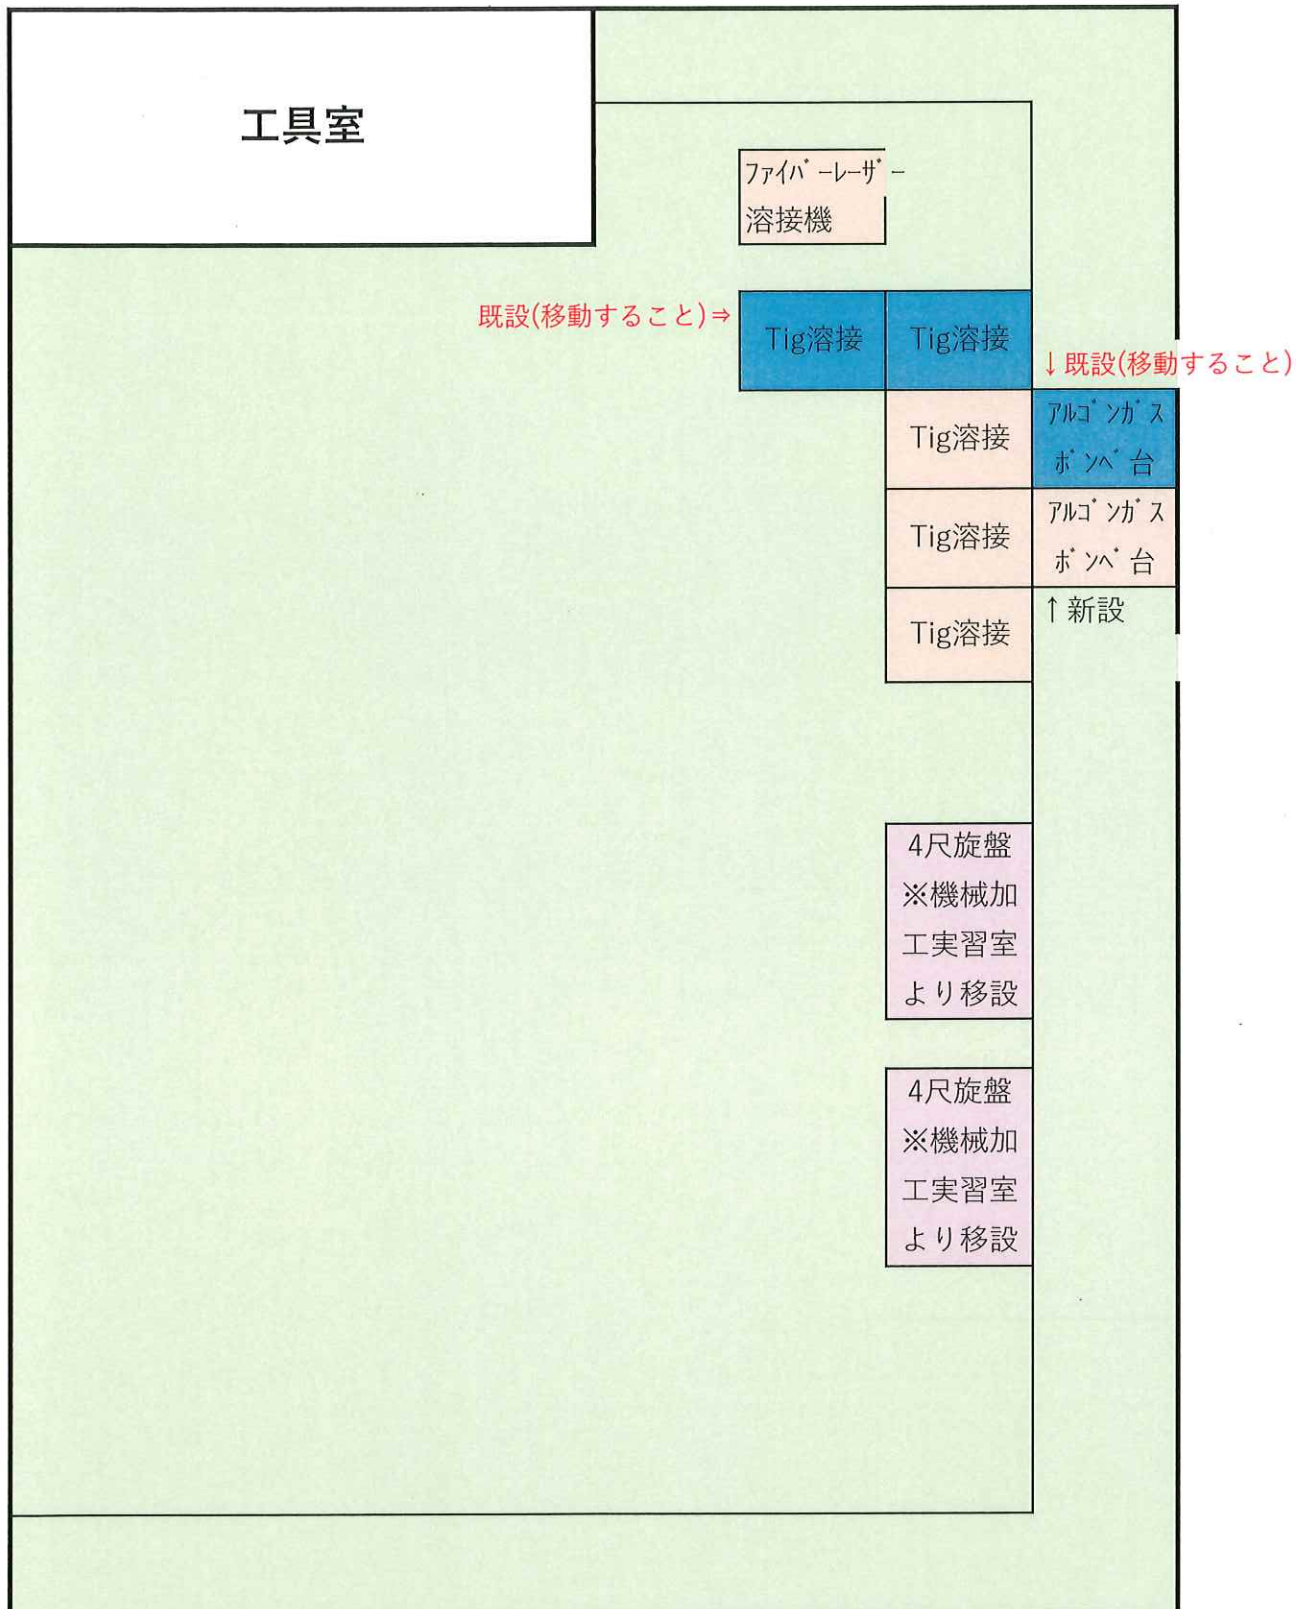 工具室
ﾌｧｲﾊﾞｰﾚｰｻﾞｰ
溶接機
既設(移動すること)⇒
Tig溶接
Tig溶接
↓既設(移動すること)
Tig溶接
ｱﾙｺﾞﾝｶﾞｽ
ﾎﾞﾝﾍﾞ台
Tig溶接
ｱﾙｺﾞﾝｶﾞｽ
ﾎﾞﾝﾍﾞ台
↑新設
Tig溶接
4尺旋盤
※機械加
工実習室
より移設
4尺旋盤
※機械加
工実習室
より移設